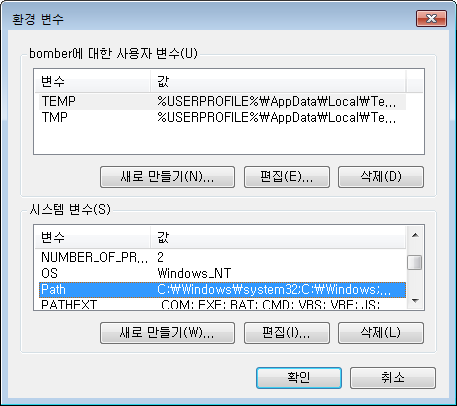 환경 변수
bomber에 대한 사용자 변수(U)
변수 값
TEMP %USERPROFILE%₩AppData₩Local₩Te...
TMP %USERPROFILE%₩AppData₩Local₩Te...
새로 만들기(N)... 편집(E)... 삭제(D)
시스템 변수(S)
변수 값
NUMBER_OF_PR... 2
OS Windows_NT
Path C:₩Windows₩system32;C:₩Windows;...
PATHEXT .COM;.EXE;.BAT;.CMD;.VBS;.VBE;.JS;
새로 만들기(W)... 편집(I)... 삭제(L)
확인 취소